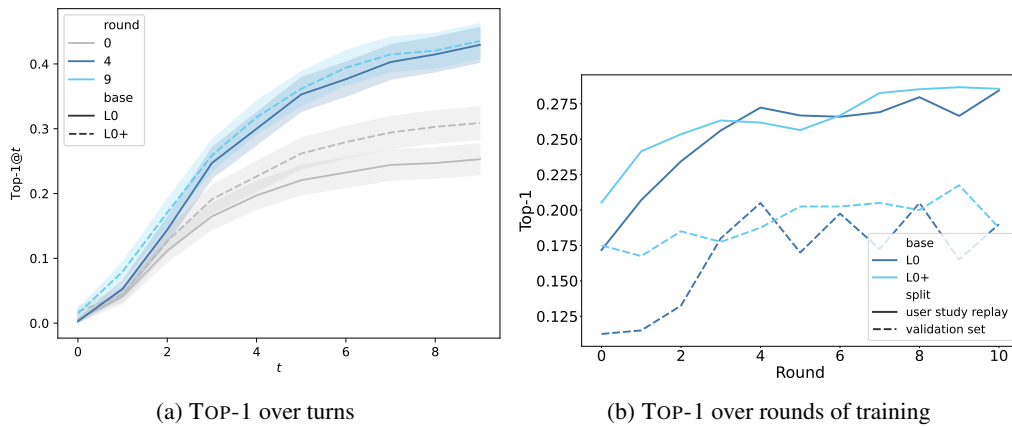 round
0
4
9
base
L0
L0+
0.4
0.3
0.2
0.1
0.0
Top-1@t
0 2 4 6 8
t
(a) TOP-1 over turns
0.275
0.250
0.225
0.200
0.175
0.150
0.125
Top-1
base
L0
L0+
split
user study replay
validation set
0 2 4 6 8 10
Round
(b) TOP-1 over rounds of training